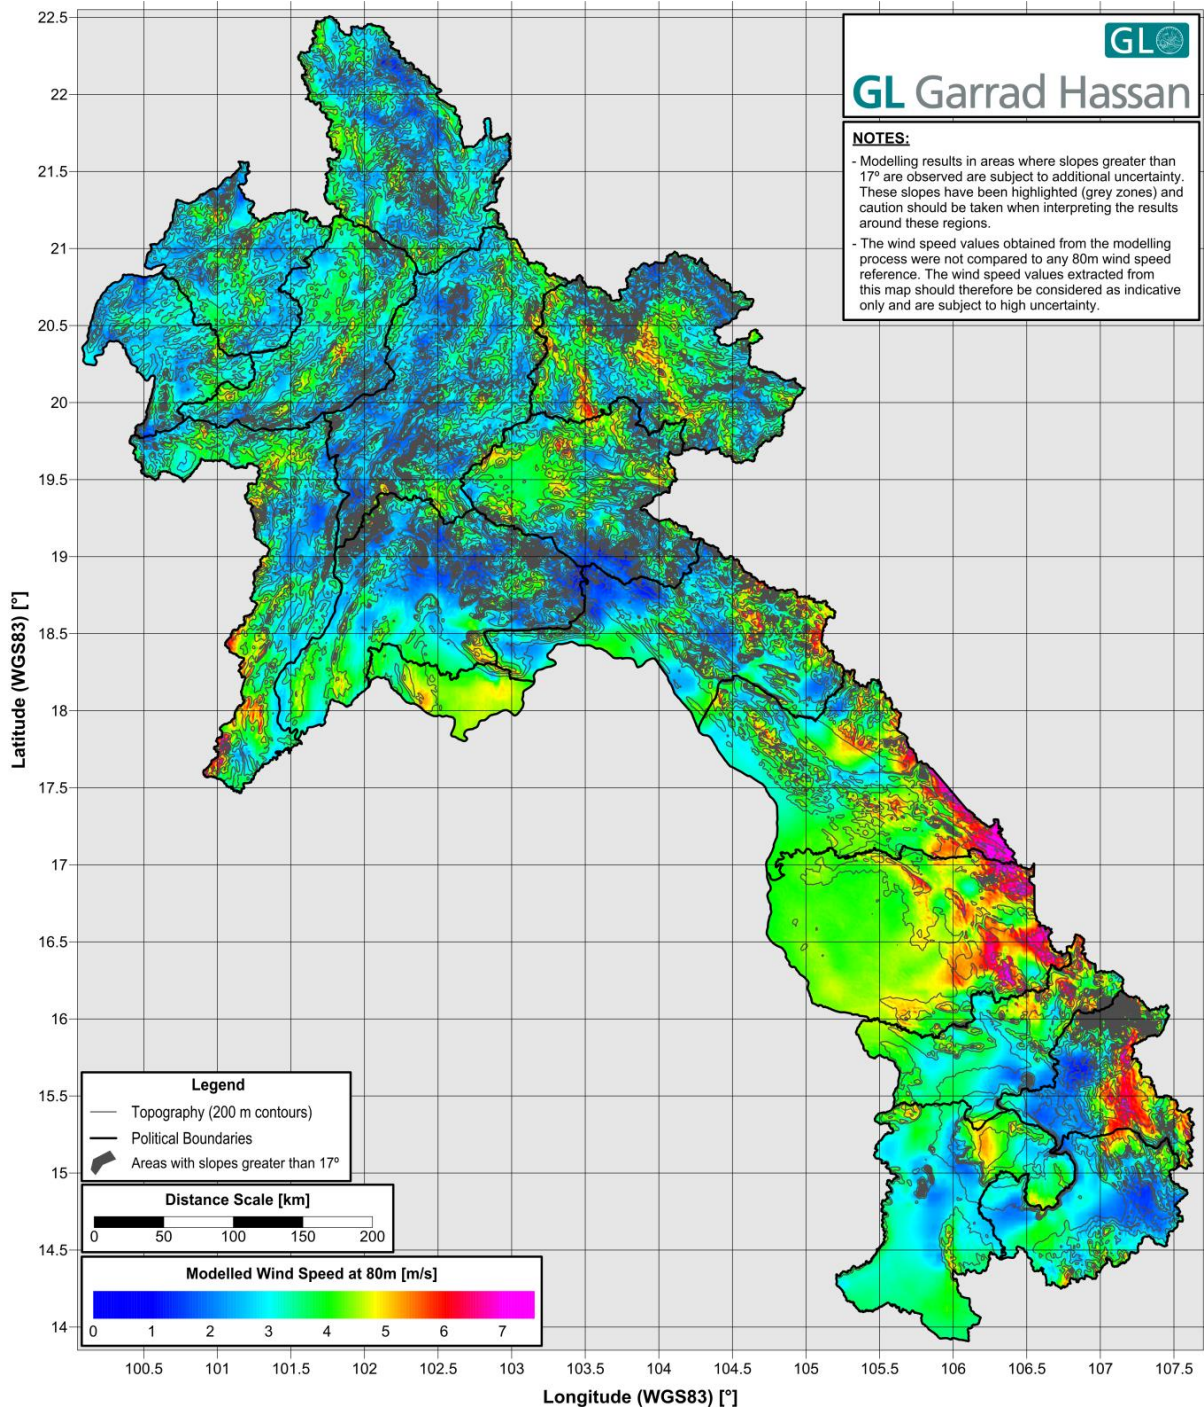 GL
GL Garrad Hassan
NOTES:
- Modelling results in areas where slopes greater than
17º are observed are subject to additional uncertainty.
These slopes have been highlighted (grey zones) and
caution should be taken when interpreting the results
around these regions.
- The wind speed values obtained from the modelling
process were not compared to any 80m wind speed
reference. The wind speed values extracted from
this map should therefore be considered as indicative
only and are subject to high uncertainty.
22.5
22
21.5
21
20.5
20
19.5
19
18.5
18
17.5
17
16.5
16
15.5
15
14.5
14
Latitude (WGS83) [°]
Legend
Topography (200 m contours)
Political Boundaries
Areas with slopes greater than 17º
Distance Scale [km]
0 50 100 150 200
Modelled Wind Speed at 80m [m/s]
0 1 2 3 4 5 6 7
100.5 101 101.5 102 102.5 103 103.5 104 104.5 105 105.5 106 106.5 107 107.5
Longitude (WGS83) [°]